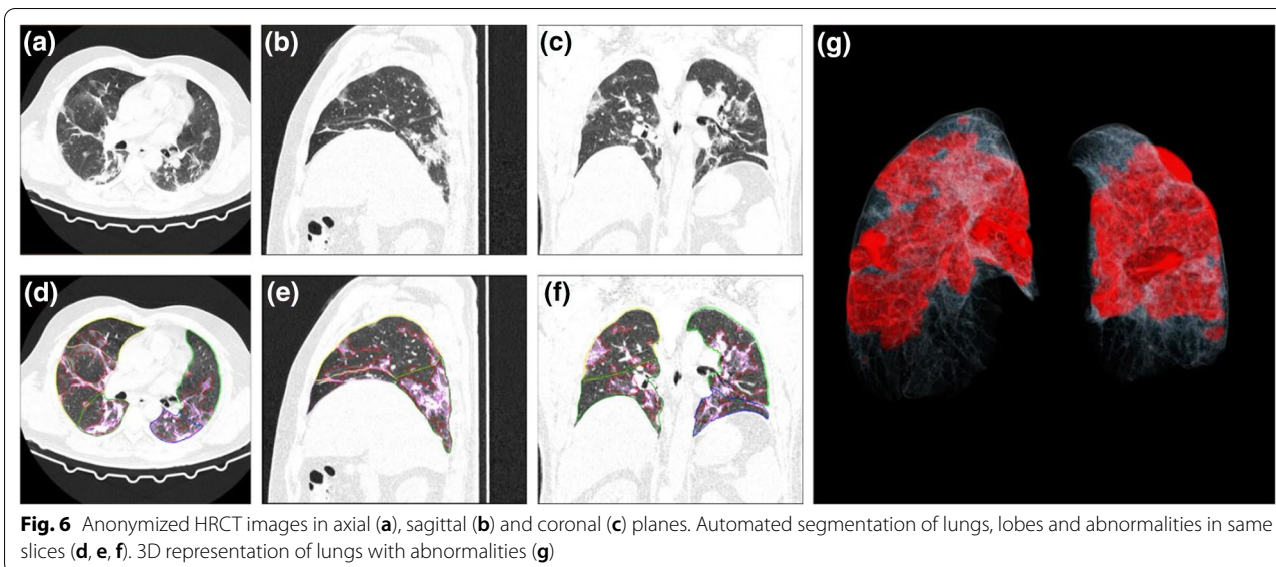 (a)
(b)
(c)
(g)
(d)
(e)
(f)
Fig. 6 Anonymized HRCT images in axial (a), sagittal (b) and coronal (c) planes. Automated segmentation of lungs, lobes and abnormalities in same
slices (d, e, f). 3D representation of lungs with abnormalities (g)